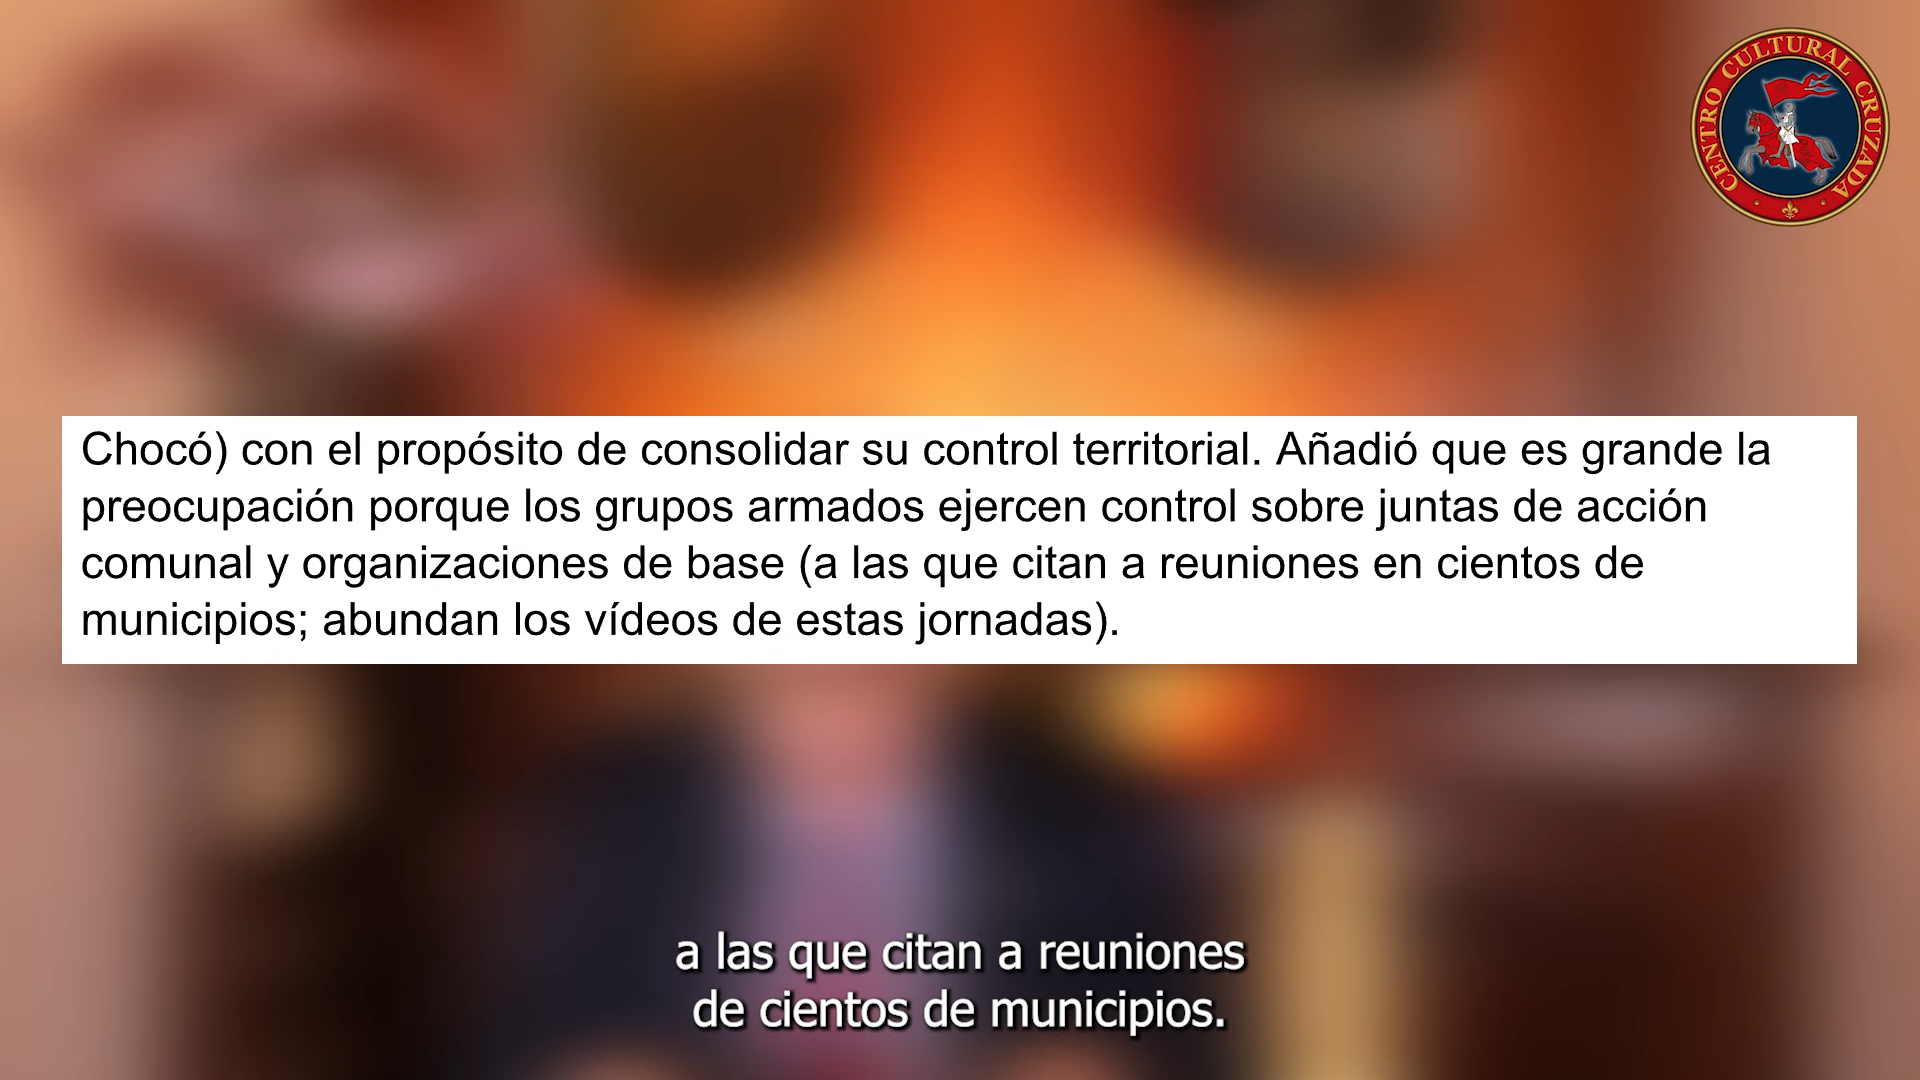 CENTRO CULTURAL CRUZADA
Chocó) con el propósito de consolidar su control territorial. Añadió que es grande la
preocupación porque los grupos armados ejercen control sobre juntas de acción
comunal y organizaciones de base (a las que citan a reuniones en cientos de
municipios; abundan los vídeos de estas jornadas).
a las que citan a reuniones
de cientos de municipios.